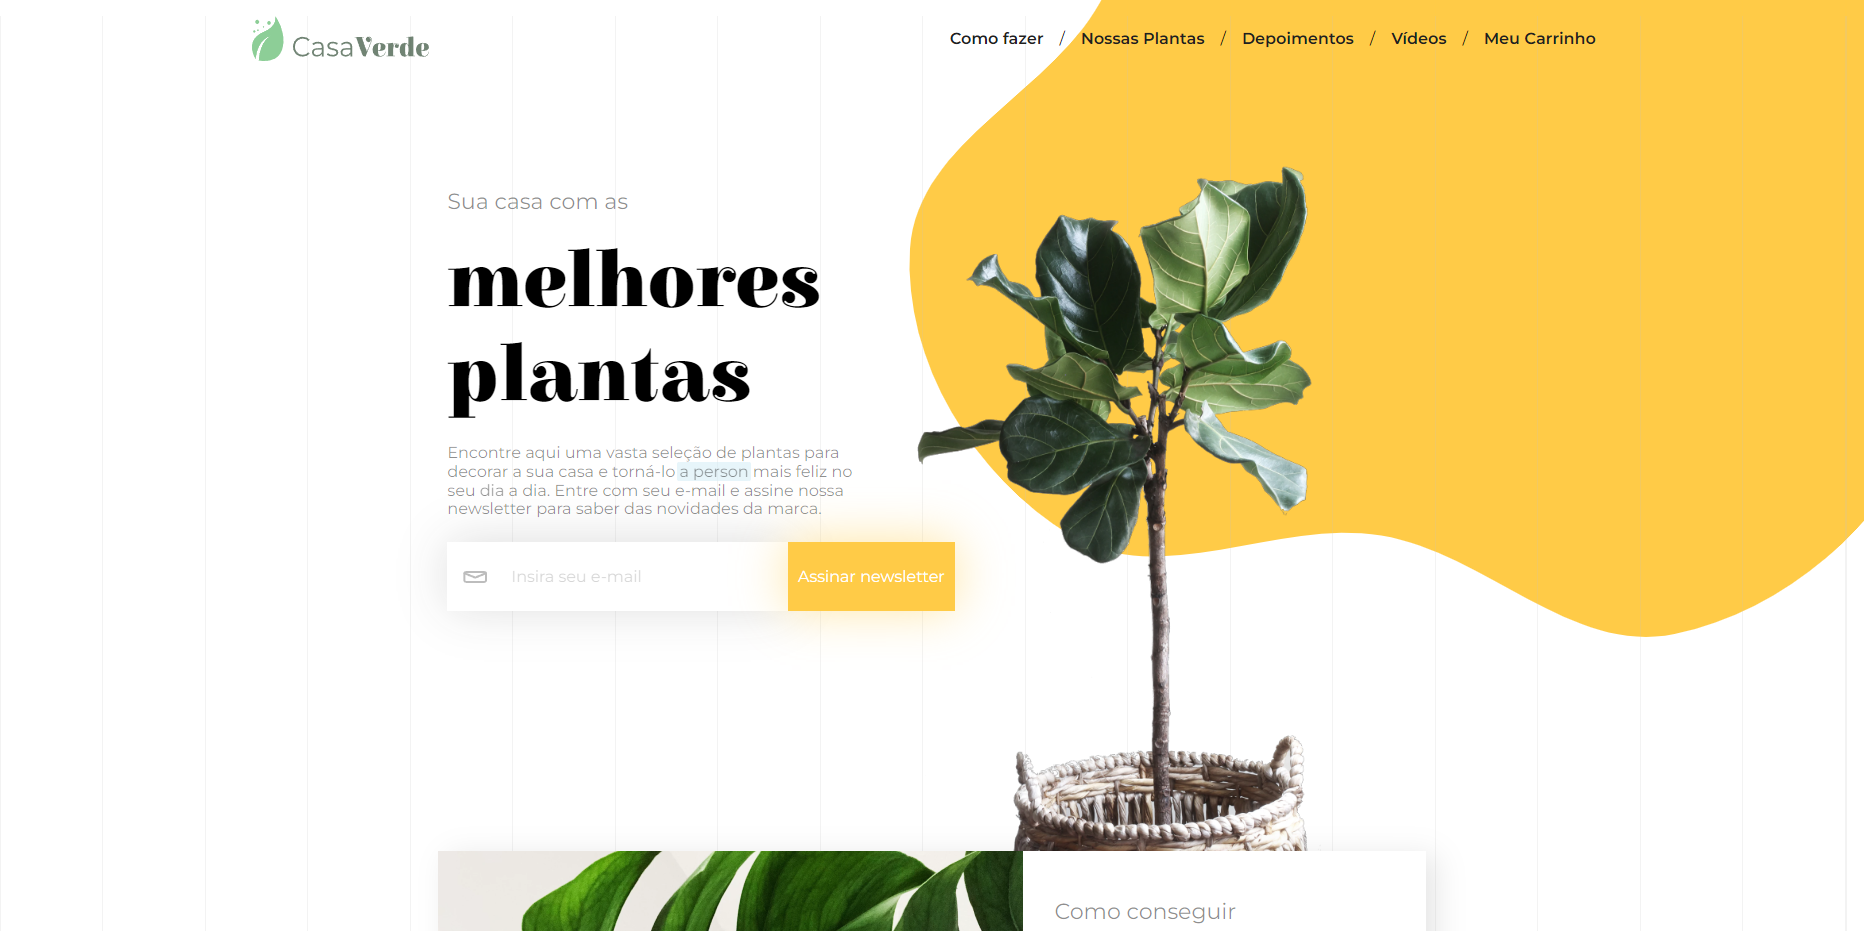 CasaVerde
Como fazer / Nossas Plantas / Depoimentos / Vídeos / Meu Carrinho
Sua casa com as
melhores
plantas
Encontre aqui uma vasta seleção de plantas para
decorar a sua casa e torná-lo a person mais feliz no
seu dia a dia. Entre com seu e-mail e assine nossa
newsletter para saber das novidades da marca.
Insira seu e-mail
Assinar newsletter
Como conseguir